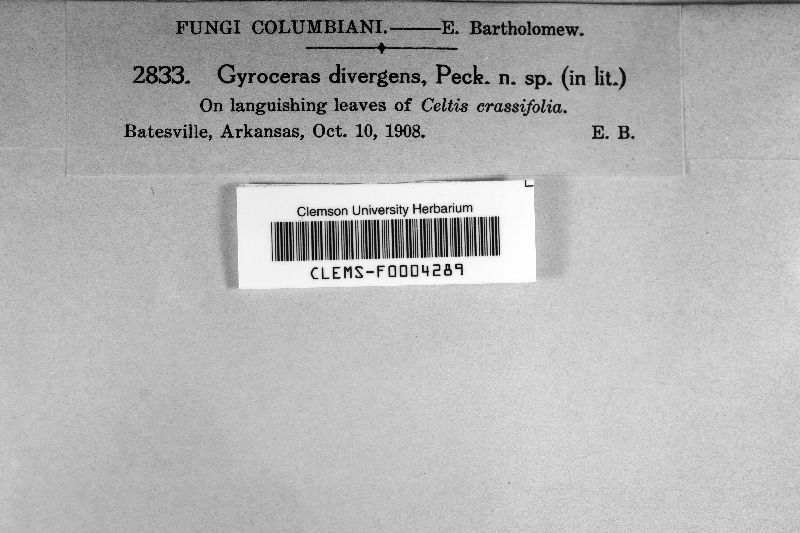 FUNGI COLUMBIANI.——E. Bartholomew.
2833. Gyroceras divergens, Peck. n. sp. (in lit.)
On languishing leaves of Celtis crassifolia.
Batesville, Arkansas, Oct. 10, 1908. E. B.
Clemson University Herbarium
CLEMS-F0004289